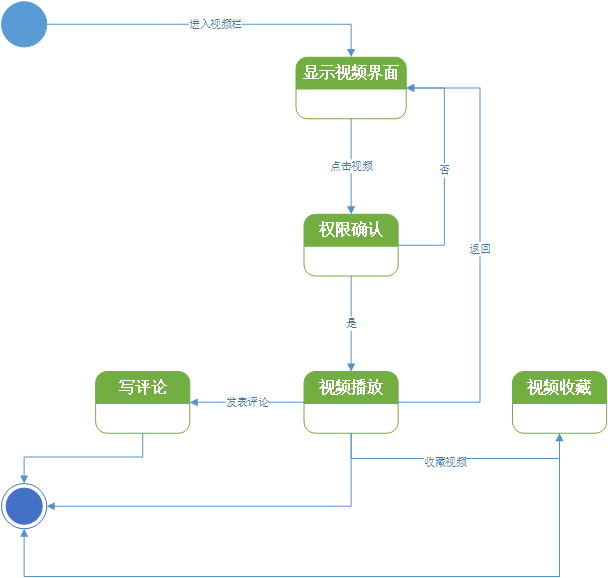 进入视频栏
显示视频界面
点击视频
否
权限确认
返回
是
写评论
发表评论
视频播放
视频收藏
收藏视频